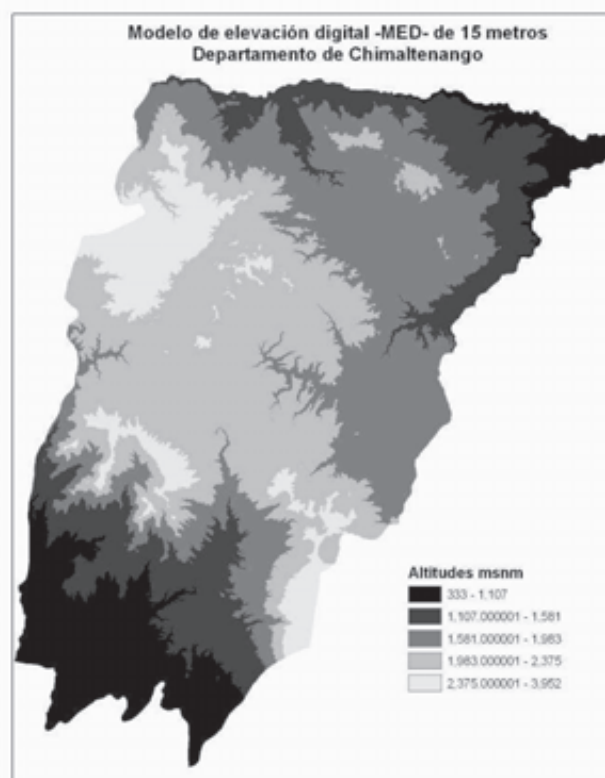 Modelo de elevación digital -MED- de 15 metros
Departamento de Chimaltenango
Altitudes msnm
333 - 1.107
1,107.000001 - 1,581
1,581.000001 - 1,983
1,983.000001 - 2,375
2,375.000001 - 3,952